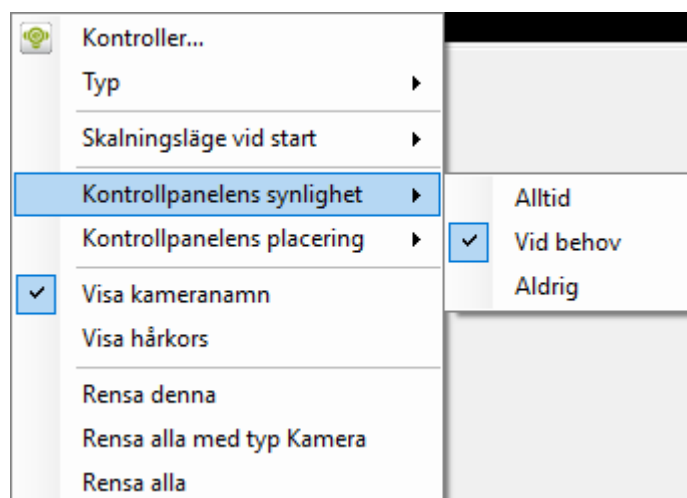 Kontroller...
Typ
Skalningsläge vid start
Kontrollpanelens synlighet
Alltid
Kontrollpanelens placering
Vid behov
Aldrig
Visa kameranamn
Visa hårkors
Rensa denna
Rensa alla med typ Kamera
Rensa alla